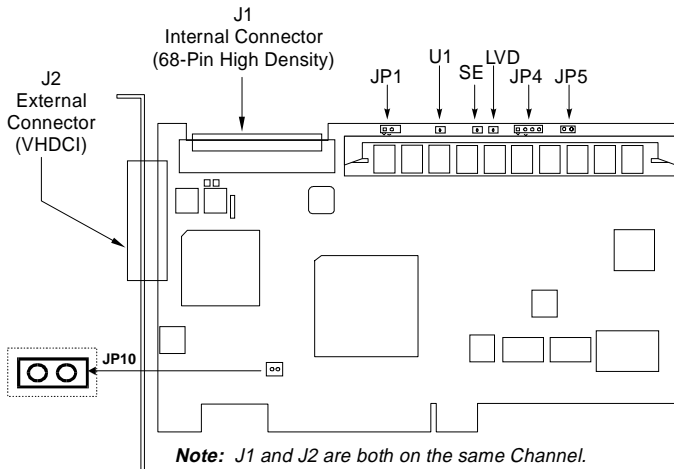 J1
Internal Connector
(68-Pin High Density)
J2
External
Connector
(VHDCI)
JP1
U1
SE
LVD
JP4
JP5
JP10
Note: J1 and J2 are both on the same Channel.